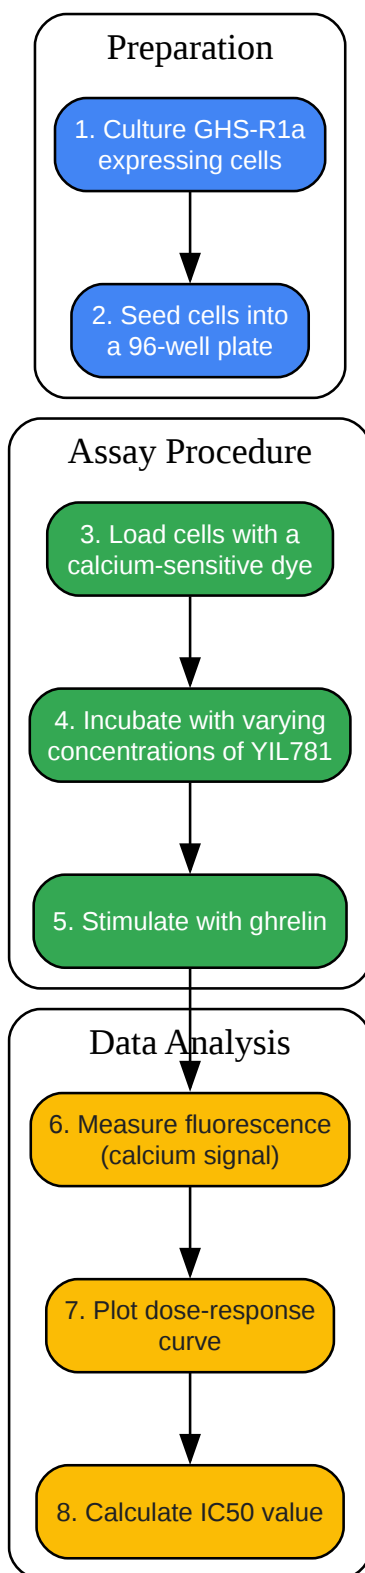 Preparation
1. Culture GHS-R1a
expressing cells
2. Seed cells into
a 96-well plate
Assay Procedure
3. Load cells with a
calcium-sensitive dye
4. Incubate with varying
concentrations of YIL781
5. Stimulate with ghrelin
Data Analysis
6. Measure fluorescence
(calcium signal)
7. Plot dose-response
curve
8. Calculate IC50 value